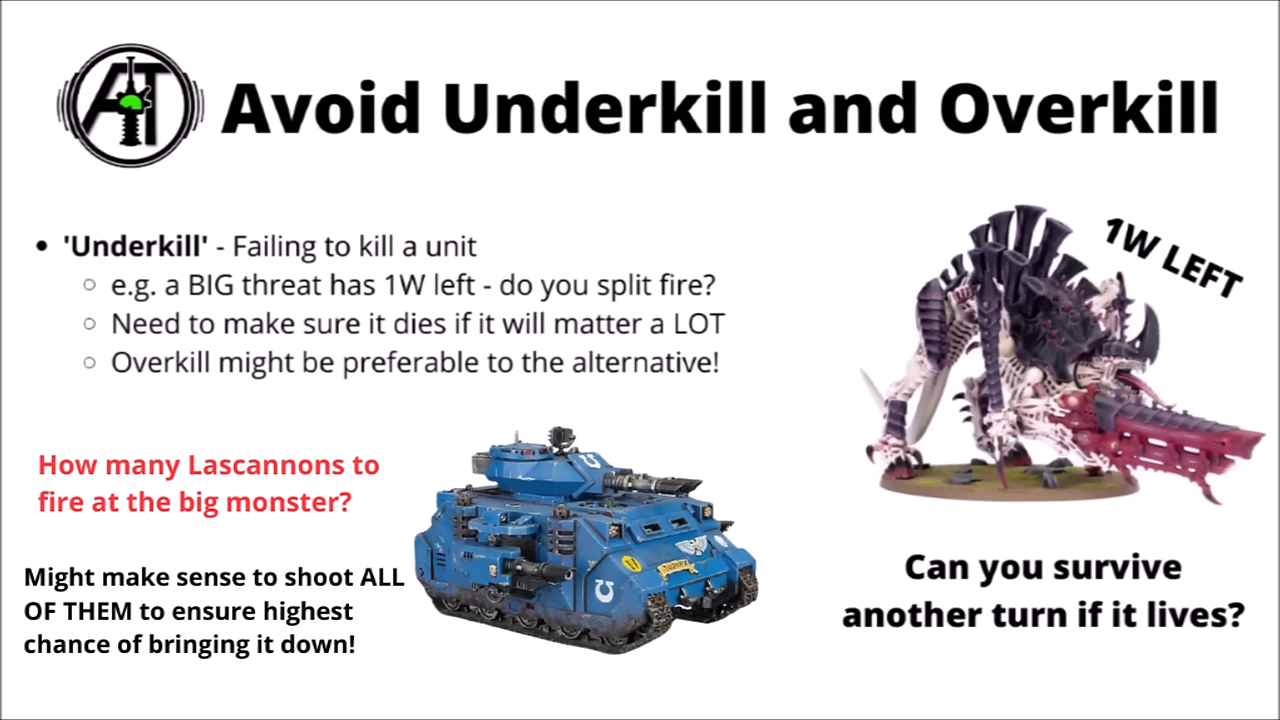 AT
Avoid Underkill and Overkill
• 'Underkill' - Failing to kill a unit
○ e.g. a BIG threat has 1W left - do you split fire?
○ Need to make sure it dies if it will matter a LOT
○ Overkill might be preferable to the alternative!
1W LEFT
How many Lascannons to
fire at the big monster?
Might make sense to shoot ALL
OF THEM to ensure highest
chance of bringing it down!
Can you survive
another turn if it lives?